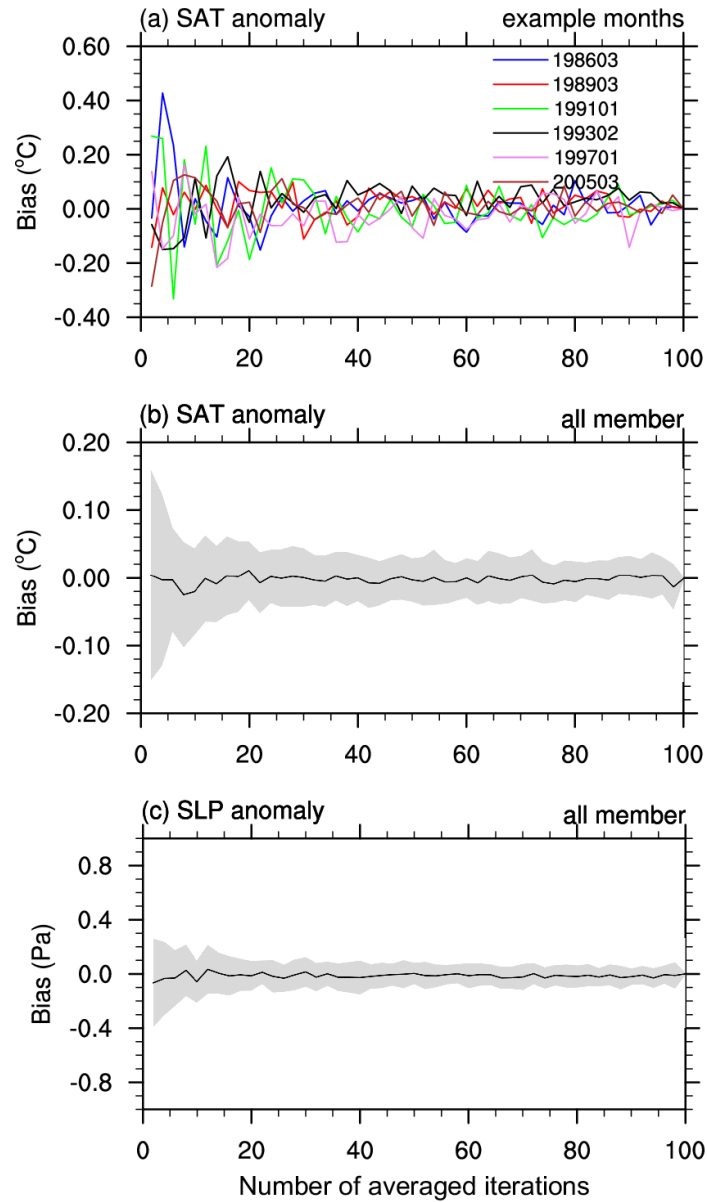 (a) SAT anomaly example months
0.60
0.40
0.20
0.00
-0.20
-0.40
Bias (°C)
198603
198903
199101
199302
199701
200503
0 20 40 60 80 100
(b) SAT anomaly all member
0.20
0.10
0.00
-0.10
-0.20
Bias (°C)
0 20 40 60 80 100
(c) SLP anomaly all member
0.8
0.4
0.0
-0.4
-0.8
Bias (Pa)
0 20 40 60 80 100
Number of averaged iterations